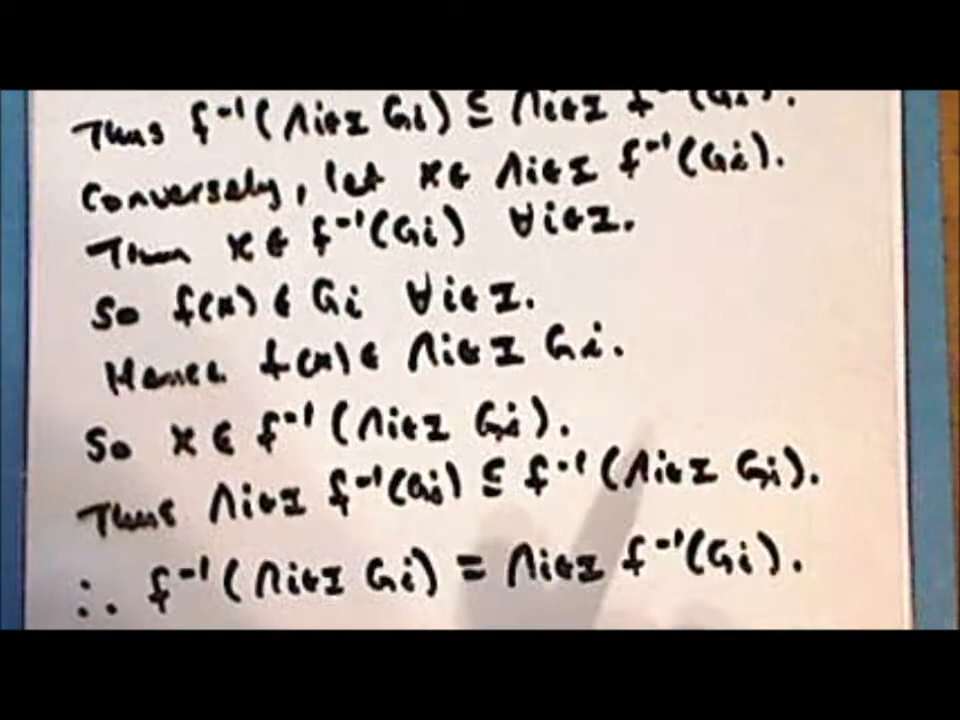 Thus f⁻¹(∩i∈I Gi) ⊆ ∩i∈I f⁻¹(Gi).
Conversely, let x∈ ∩i∈I f⁻¹(Gi).
Then x∈ f⁻¹(Gi) ∀i∈I.
So f(x)∈ Gi ∀i∈I.
Hence f(x)∈ ∩i∈I Gi.
So x∈ f⁻¹(∩i∈I Gi).
Thus ∩i∈I f⁻¹(Gi) ⊆ f⁻¹(∩i∈I Gi).
∴ f⁻¹(∩i∈I Gi) = ∩i∈I f⁻¹(Gi).